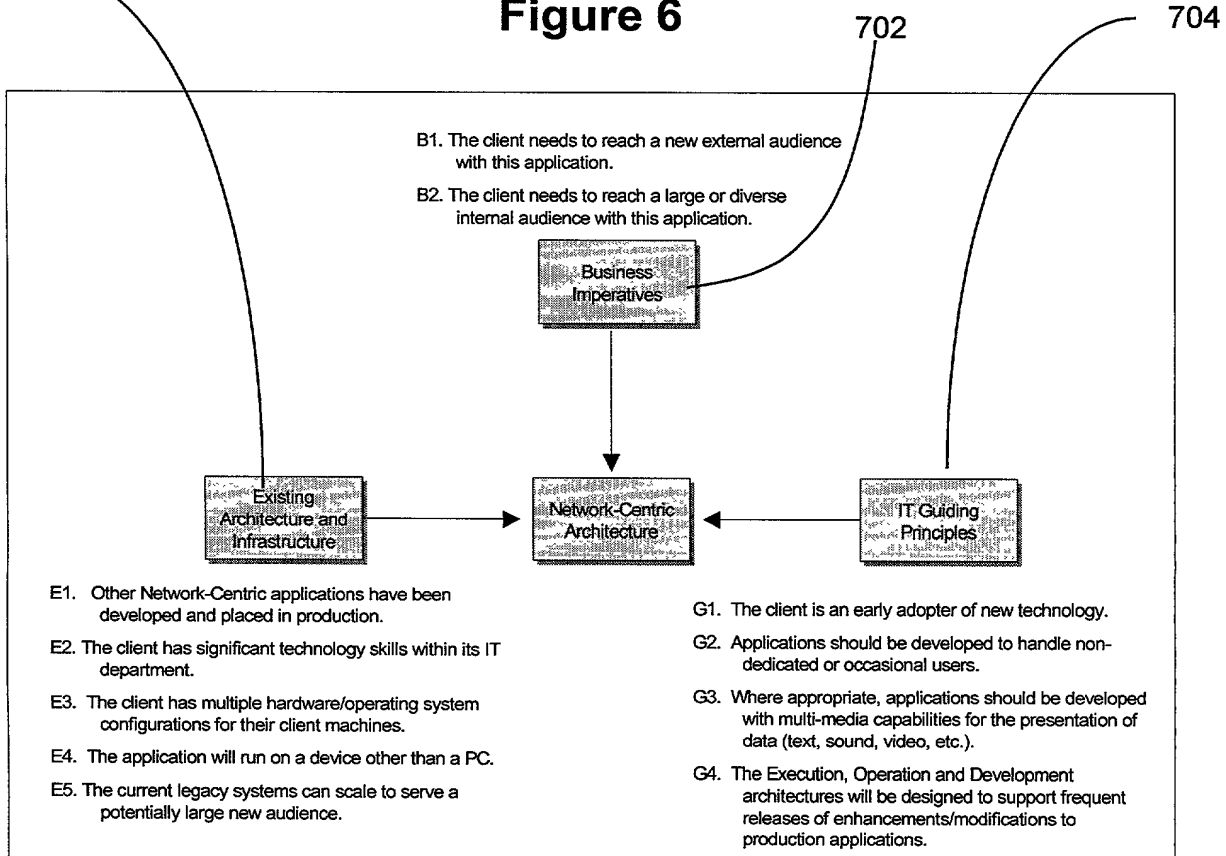 Figure 6
702
704
B1. The client needs to reach a new external audience
with this application.
B2. The client needs to reach a large or diverse
internal audience with this application.
Business
Imperatives
Existing
Architecture and
Infrastructure
Network-Centric
Architecture
IT Guiding
Principles
E1. Other Network-Centric applications have been
developed and placed in production.
E2. The client has significant technology skills within its IT
department.
E3. The client has multiple hardware/operating system
configurations for their client machines.
E4. The application will run on a device other than a PC.
E5. The current legacy systems can scale to serve a
potentially large new audience.
G1. The client is an early adopter of new technology.
G2. Applications should be developed to handle non-
dedicated or occasional users.
G3. Where appropriate, applications should be developed
with multi-media capabilities for the presentation of
data (text, sound, video, etc.).
G4. The Execution, Operation and Development
architectures will be designed to support frequent
releases of enhancements/modifications to
production applications.